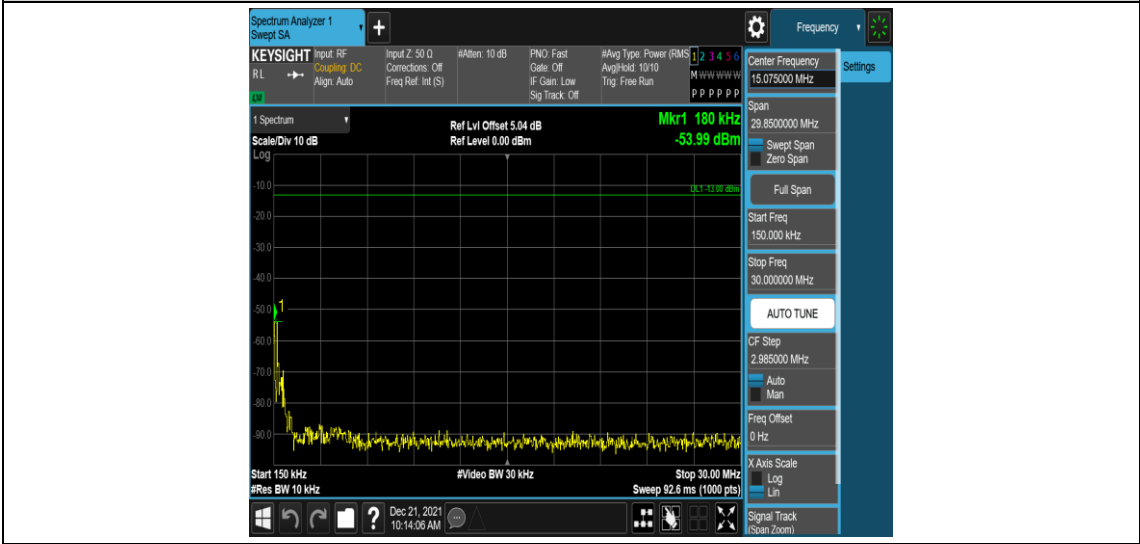 Spectrum Analyzer 1
Swept SA
+
Frequency
KEYSIGHT
RL
LXI
Input: RF
Coupling: DC
Align: Auto
Input Z: 50 Ω
Corrections: Off
Freq Ref: Int (S)
#Atten: 10 dB
PNO: Fast
Gate: Off
IF Gain: Low
Sig Track: Off
#Avg Type: Power (RMS
Avg|Hold: 10/10
Trig: Free Run
1 2 3 4 5 6
M W W W W W
P P P P P P
1 Spectrum
Scale/Div 10 dB
Log
Ref Lvl Offset 5.04 dB
Ref Level 0.00 dBm
Mkr1 180 kHz
-53.99 dBm
DL1 -13.00 dBm
-10.0
-20.0
-30.0
-40.0
-50.0
1
-60.0
-70.0
-80.0
-90.0
Start 150 kHz
#Res BW 10 kHz
#Video BW 30 kHz
Stop 30.00 MHz
Sweep 92.6 ms (1000 pts)
?
Dec 21, 2021
10:14:06 AM
Center Frequency
15.075000 MHz
Span
29.8500000 MHz
Swept Span
Zero Span
Full Span
Start Freq
150.000 kHz
Stop Freq
30.000000 MHz
AUTO TUNE
CF Step
2.985000 MHz
Auto
Man
Freq Offset
0 Hz
X Axis Scale
Log
Lin
Signal Track
(Span Zoom)
Settings